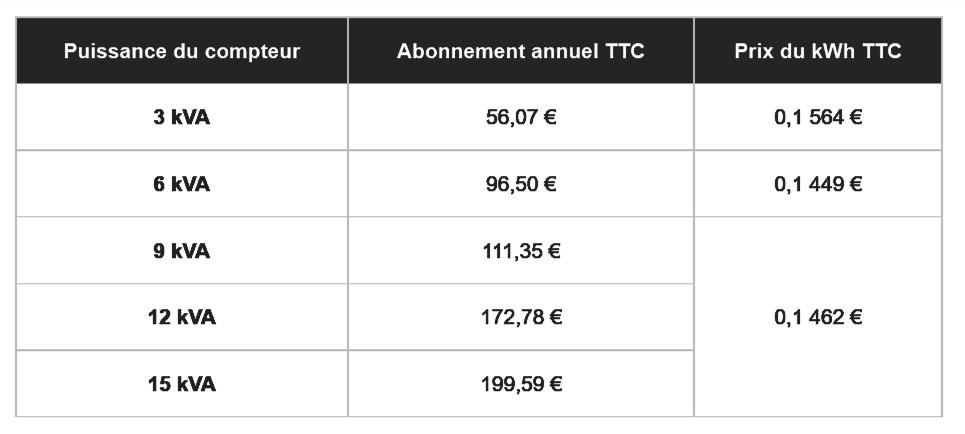 Puissance du compteur Abonnement annuel TTC Prix du kWh TTC
3 kVA 56,07 € 0,1 564 €
6 kVA 96,50 € 0,1 449 €
9 kVA 111,35 €
12 kVA 172,78 € 0,1 462 €
15 kVA 199,59 €